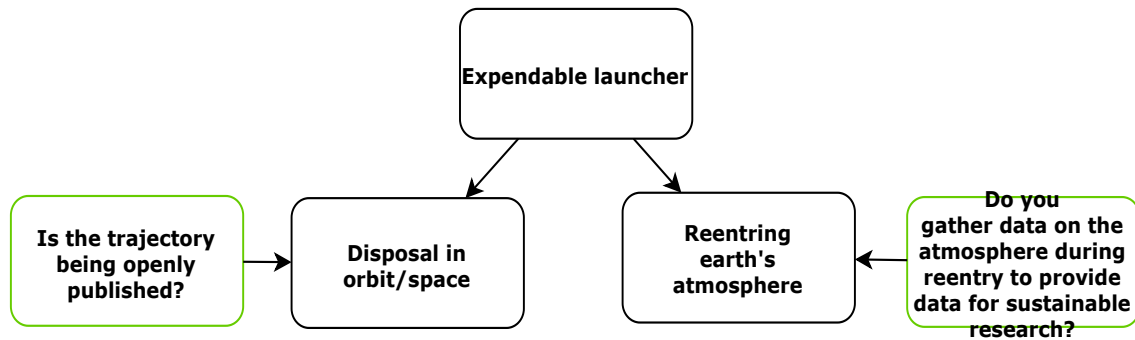 Expendable launcher
Is the trajectory
being openly
published?
Disposal in
orbit/space
Reentring
earth's
atmosphere
Do you
gather data on the
atmosphere during
reentry to provide
data for sustainable
research?